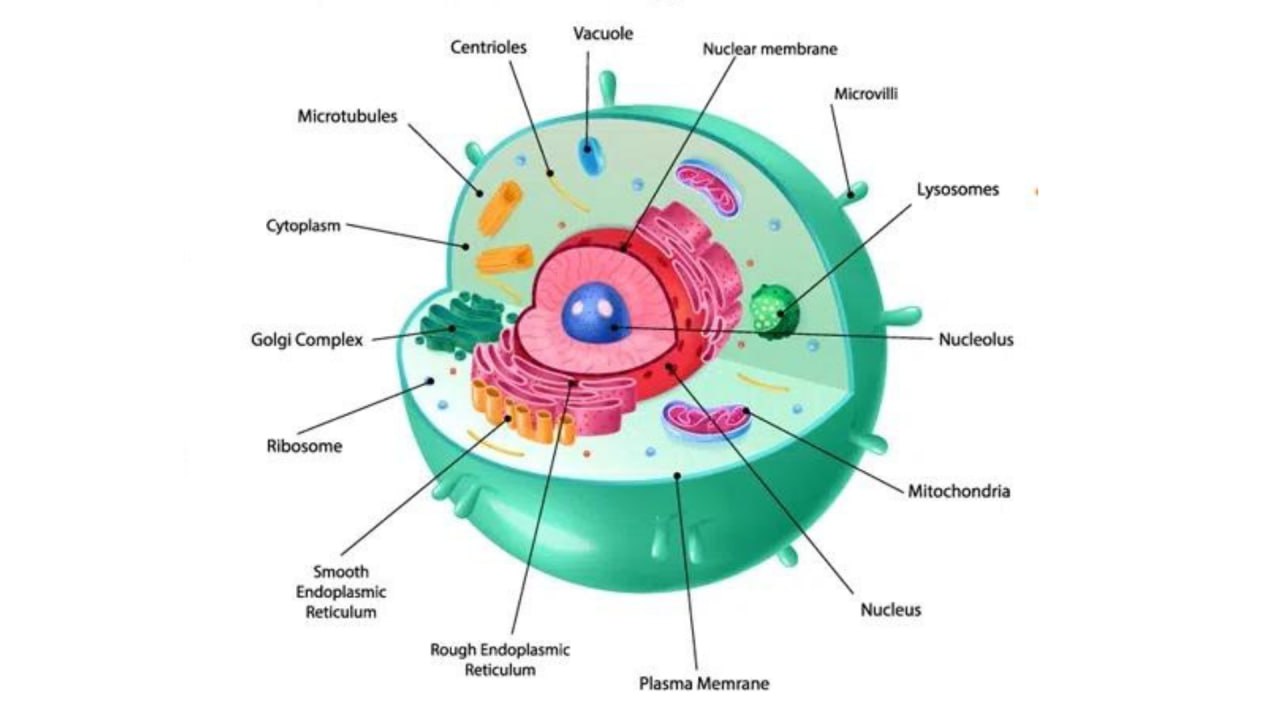 Vacuole
Centrioles
Nuclear membrane
Microvilli
Microtubules
Lysosomes
Cytoplasm
Golgi Complex
Nucleolus
Ribosome
Mitochondria
Smooth
Endoplasmic
Reticulum
Nucleus
Rough Endoplasmic
Reticulum
Plasma Memrane